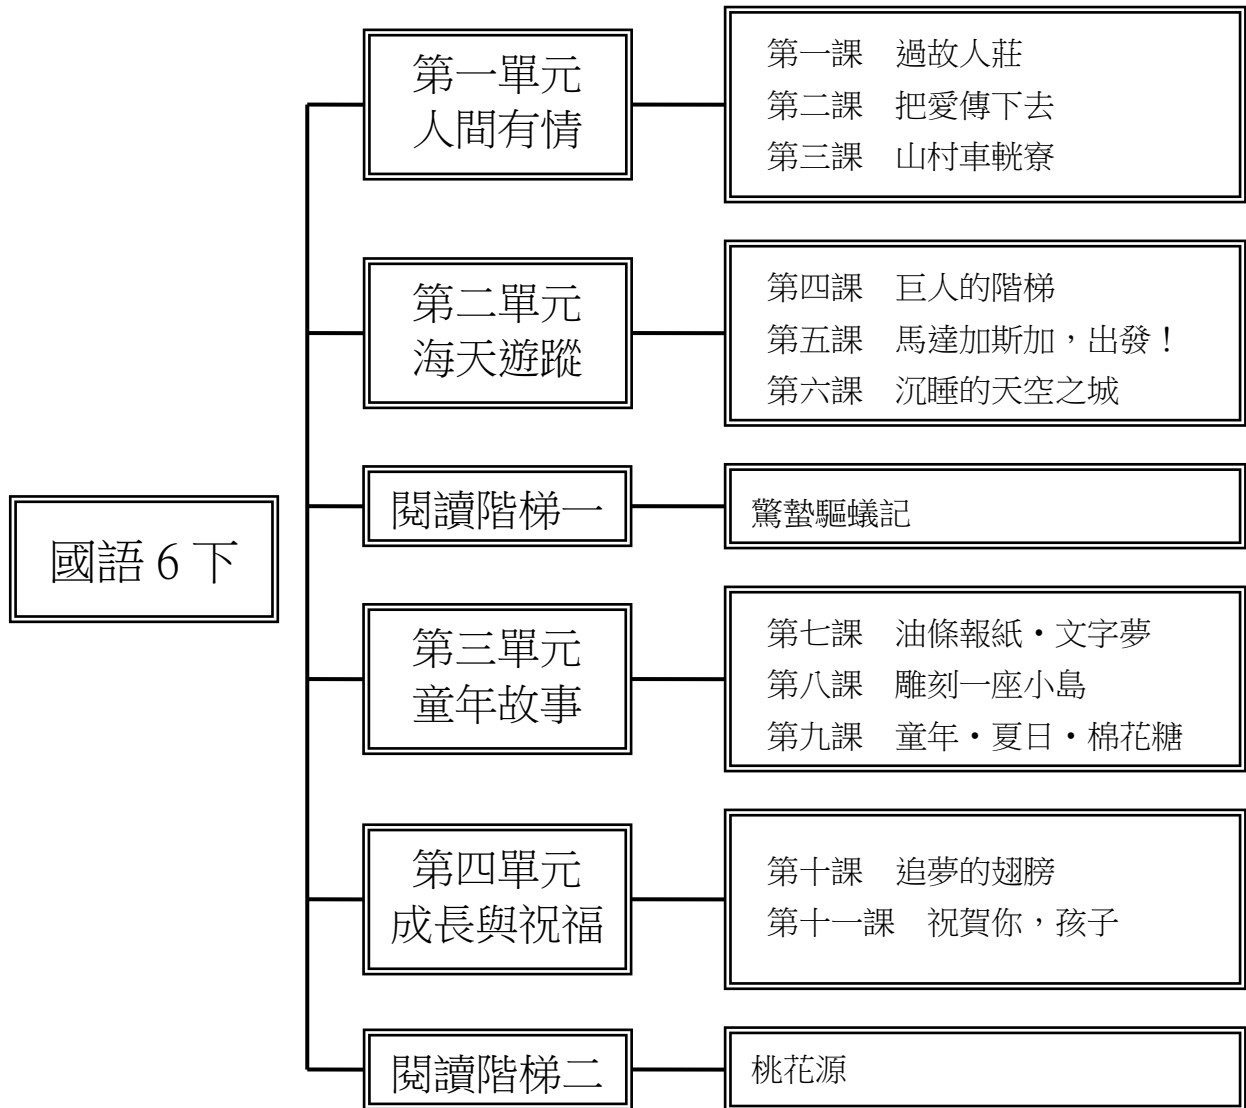 國語 6 下
第一單元
人間有情
第一課　過故人莊
第二課　把愛傳下去
第三課　山村車輄寮
第二單元
海天遊蹤
第四課　巨人的階梯
第五課　馬達加斯加，出發！
第六課　沉睡的天空之城
閱讀階梯一
驚蟄驅蟻記
第三單元
童年故事
第七課　油條報紙‧文字夢
第八課　雕刻一座小島
第九課　童年‧夏日‧棉花糖
第四單元
成長與祝福
第十課　追夢的翅膀
第十一課　祝賀你，孩子
閱讀階梯二
桃花源